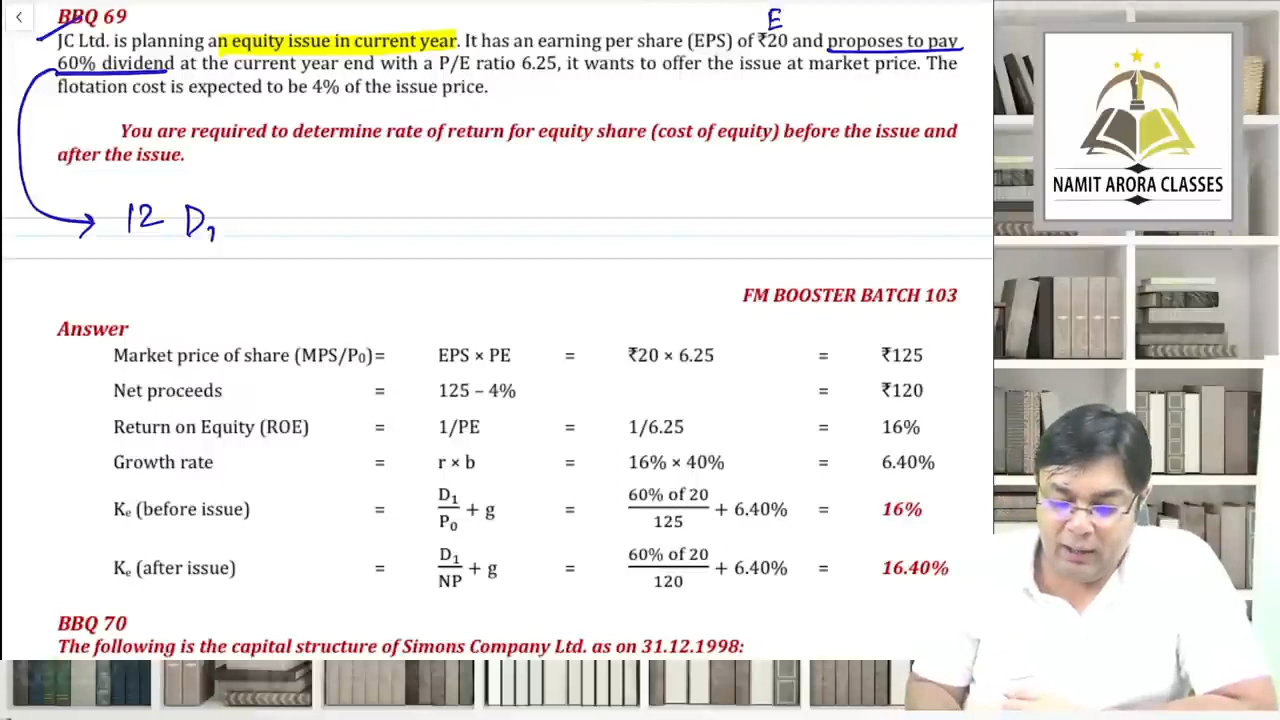 BBQ 69
E
JC Ltd. is planning an equity issue in current year. It has an earning per share (EPS) of ₹20 and proposes to pay
60% dividend at the current year end with a P/E ratio 6.25, it wants to offer the issue at market price. The
flotation cost is expected to be 4% of the issue price.
You are required to determine rate of return for equity share (cost of equity) before the issue and
after the issue.
12 D₁
NAMIT ARORA CLASSES
FM BOOSTER BATCH 103
Answer
Market price of share (MPS/P₀) = EPS × PE = ₹20 × 6.25 = ₹125
Net proceeds = 125 – 4% = ₹120
Return on Equity (ROE) = 1/PE = 1/6.25 = 16%
Growth rate = r × b = 16% × 40% = 6.40%
Kₑ (before issue) = D₁/P₀ + g = 60% of 20/125 + 6.40% = 16%
Kₑ (after issue) = D₁/NP + g = 60% of 20/120 + 6.40% = 16.40%
BBQ 70
The following is the capital structure of Simons Company Ltd. as on 31.12.1998: